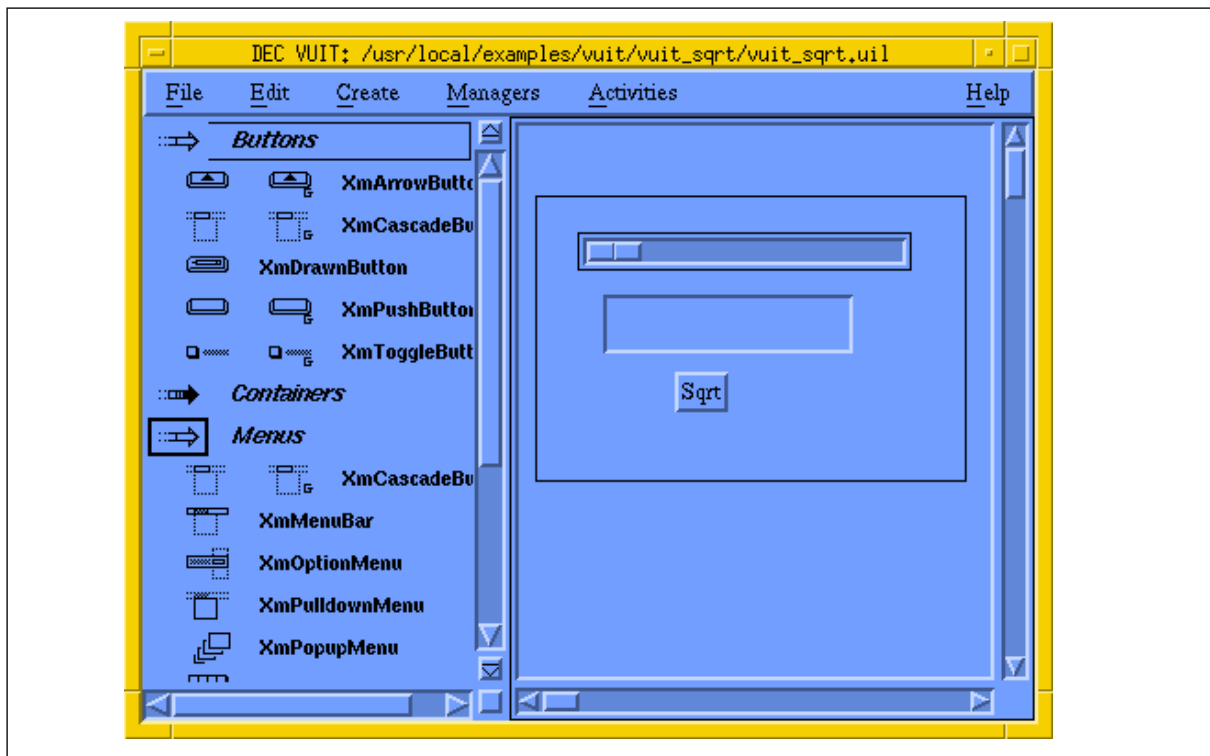 DEC VUIT: /usr/local/examples/vuit/vuit_sqrt/vuit_sqrt.uil
File Edit Create Managers Activities Help
Buttons
G XmArrowButtc
G XmCascadeBu
XmDrawnButton
G XmPushButton
G XmToggleButt
Containers
Menus
G XmCascadeBu
XmMenuBar
XmOptionMenu
XmPulldownMenu
XmPopupMenu
Sqrt